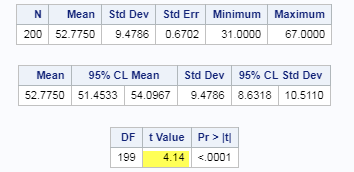 N Mean Std Dev Std Err Minimum Maximum
200 52.7750 9.4786 0.6702 31.0000 67.0000
Mean 95% CL Mean Std Dev 95% CL Std Dev
52.7750 51.4533 54.0967 9.4786 8.6318 10.5110
DF t Value Pr > |t|
199 4.14 <.0001